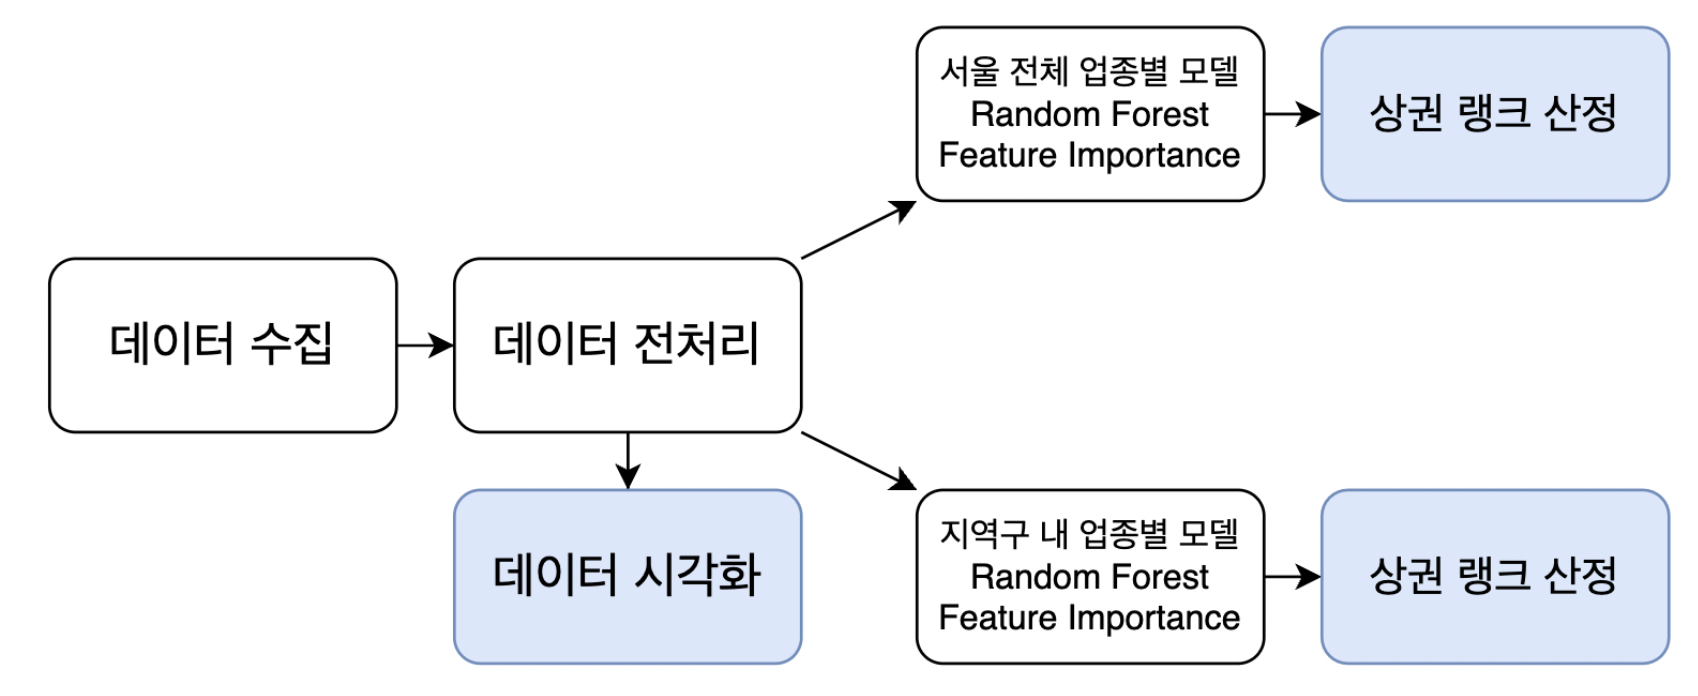 데이터 수집
데이터 전처리
데이터 시각화
서울 전체 업종별 모델
Random Forest
Feature Importance
상권 랭크 산정
지역구 내 업종별 모델
Random Forest
Feature Importance
상권 랭크 산정